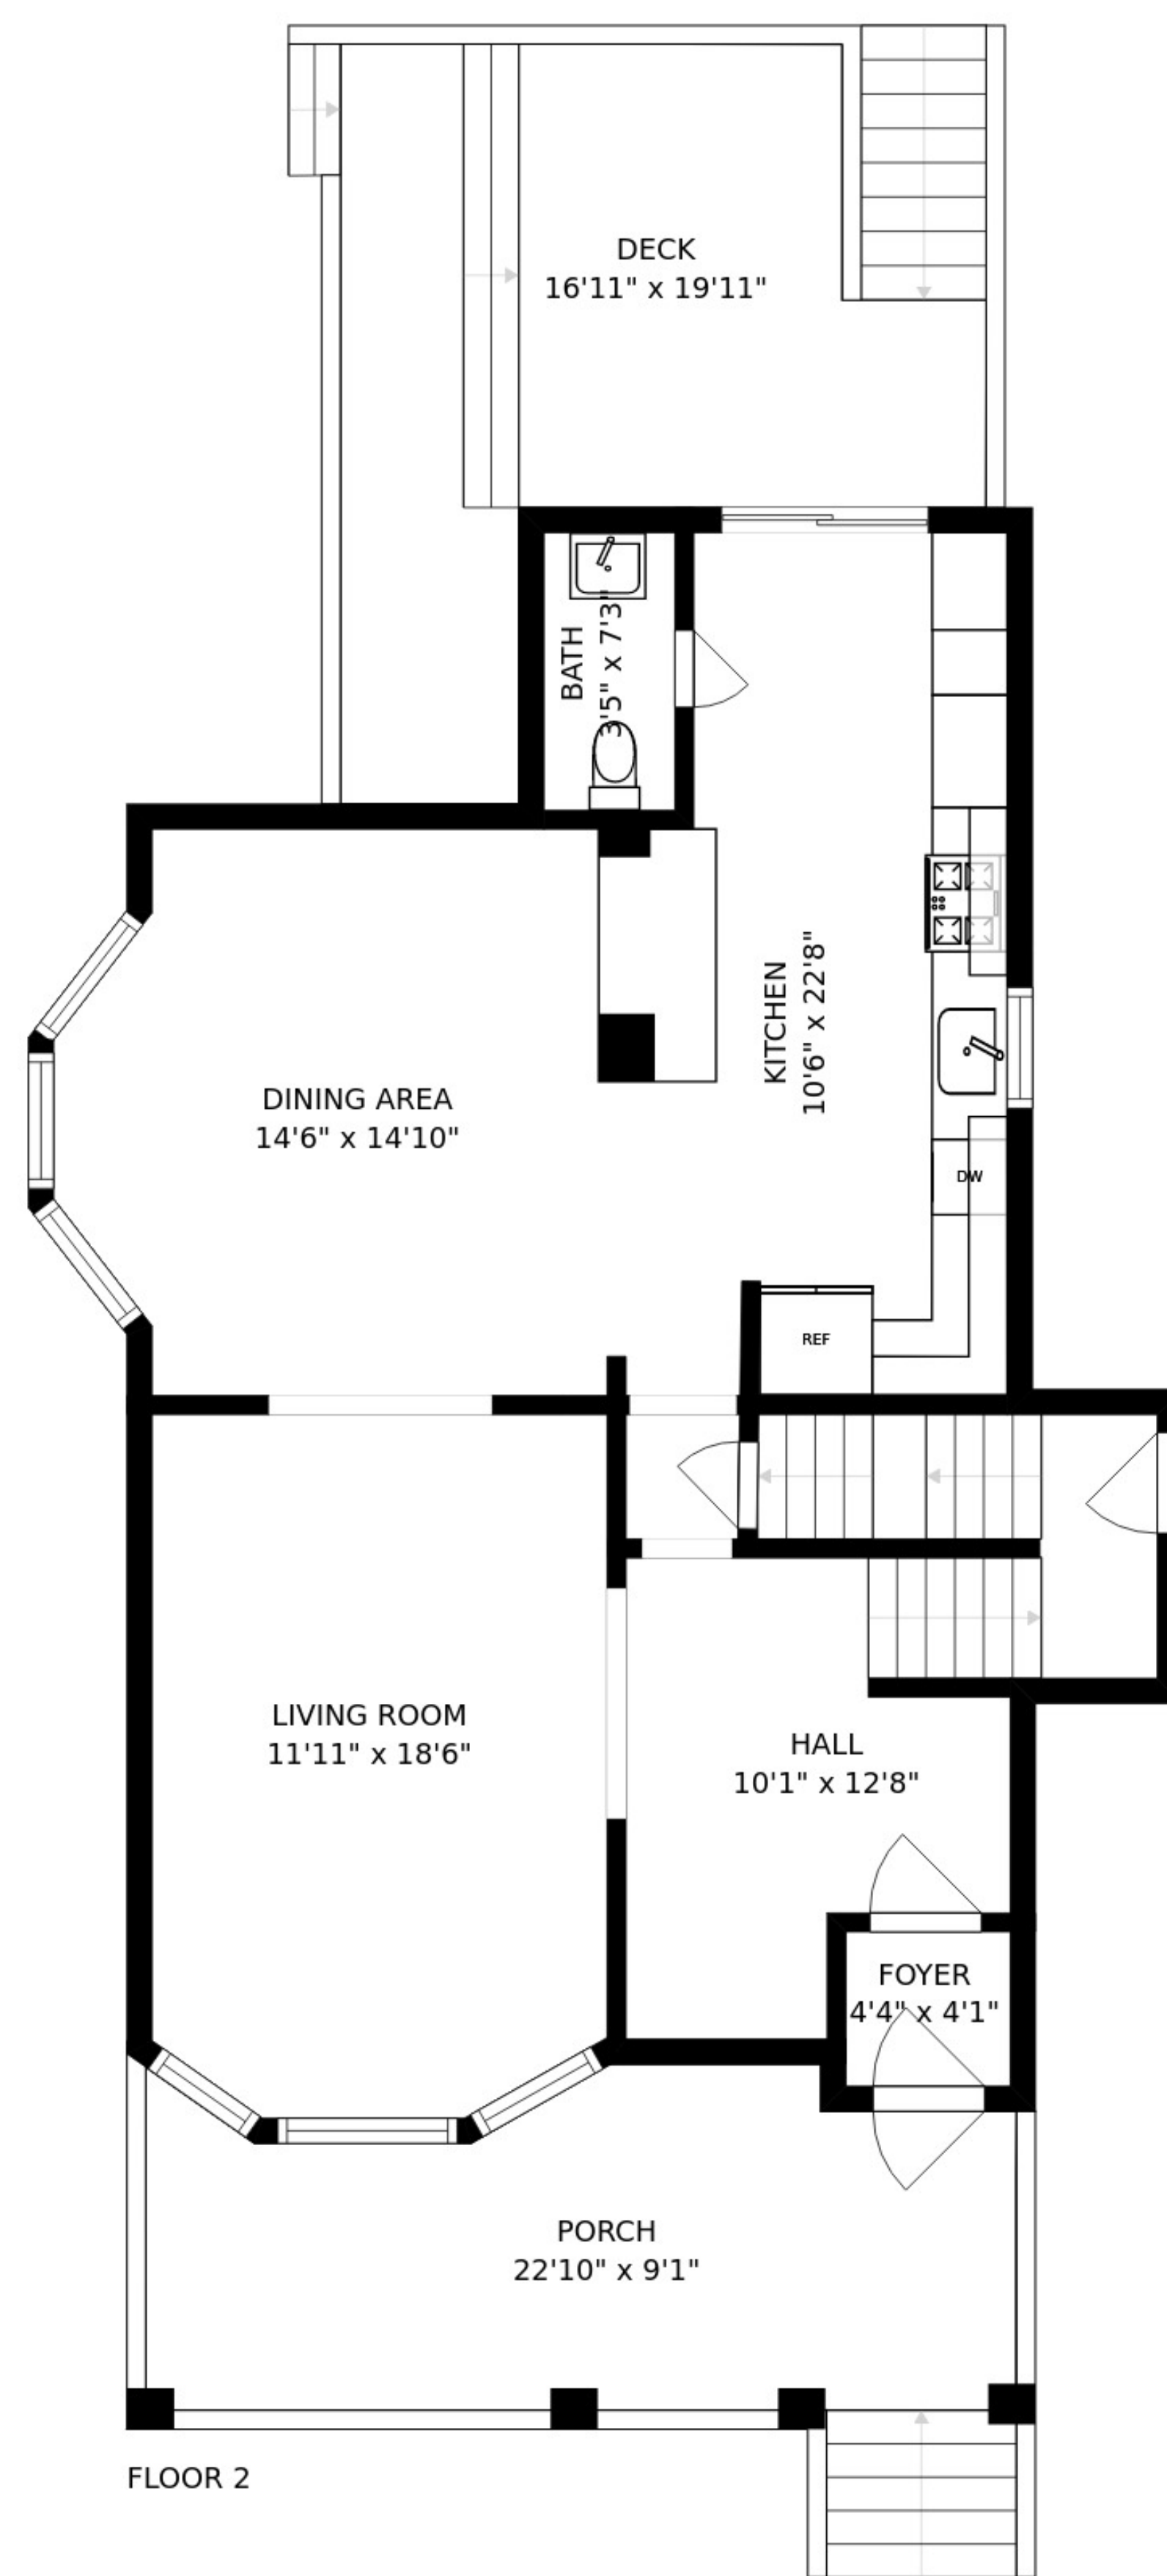 DECK
16'11" x 19'11"
BATH
3'5" x 7'3"
KITCHEN
10'6" x 22'8"
DINING AREA
14'6" x 14'10"
DW
REF
LIVING ROOM
11'11" x 18'6"
HALL
10'1" x 12'8"
FOYER
4'4" x 4'1"
PORCH
22'10" x 9'1"
FLOOR 2